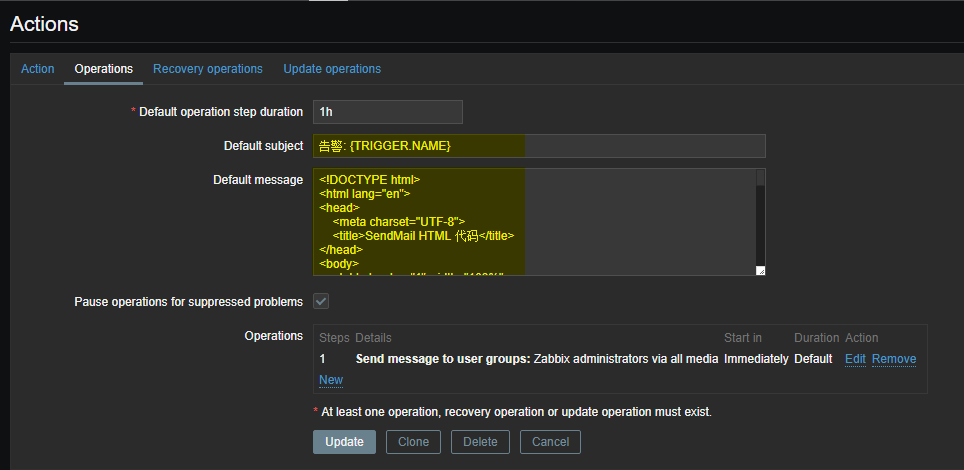 Actions
Action Operations Recovery operations Update operations
* Default operation step duration 1h
Default subject 告警: {TRIGGER.NAME}
Default message <!DOCTYPE html>
<html lang="en">
<head>
<meta charset="UTF-8">
<title>SendMail HTML 代码</title>
</head>
<body>
Pause operations for suppressed problems
Operations Steps Details Start in Duration Action
1 Send message to user groups: Zabbix administrators via all media Immediately Default Edit Remove
New
* At least one operation, recovery operation or update operation must exist.
Update Clone Delete Cancel